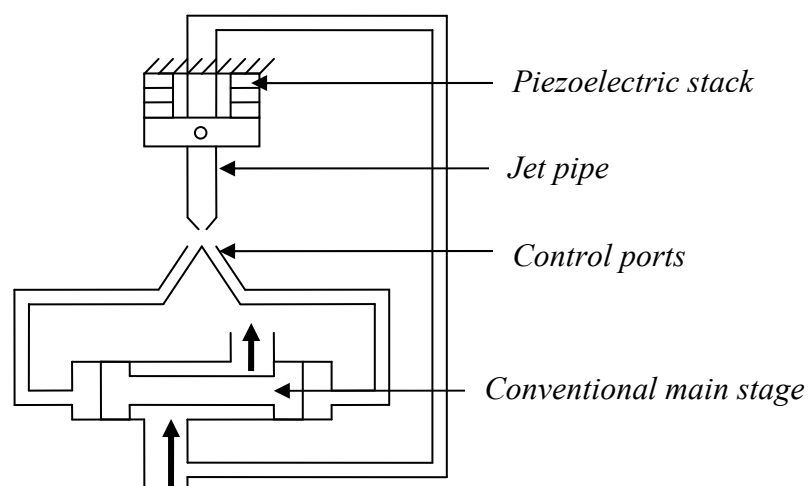 Piezoelectric stack
Jet pipe
Control ports
Conventional main stage